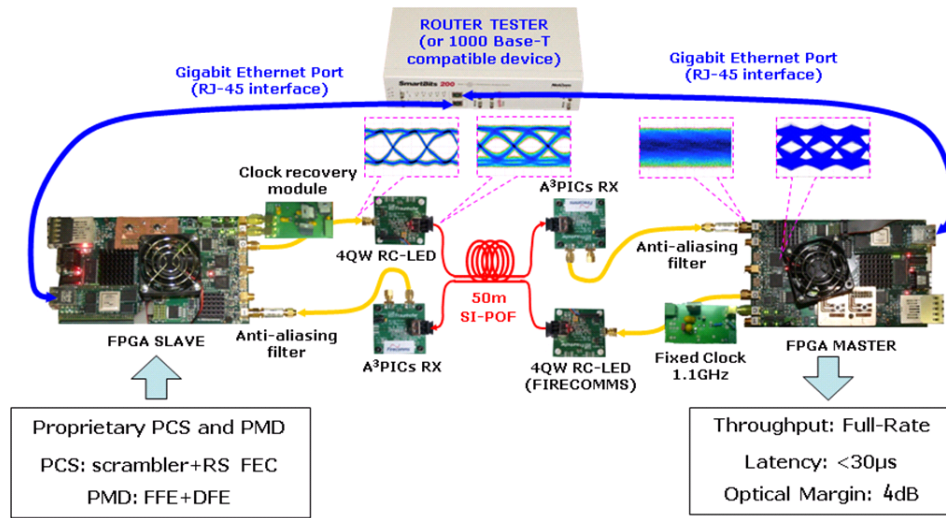 ROUTER TESTER
(or 1000 Base-T
compatible device)
Gigabit Ethernet Port
(RJ-45 interface)
Gigabit Ethernet Port
(RJ-45 interface)
SmartBits 200
Clock recovery
module
A³PICs RX
4QW RC-LED
Anti-aliasing
filter
50m
SI-POF
FPGA SLAVE
Anti-aliasing
filter
A³PICs RX
4QW RC-LED
(FIRECOMMS)
Fixed Clock
1.1GHz
FPGA MASTER
Proprietary PCS and PMD
PCS: scrambler+RS FEC
PMD: FFE+DFE
Throughput: Full-Rate
Latency: <30µs
Optical Margin: 4dB